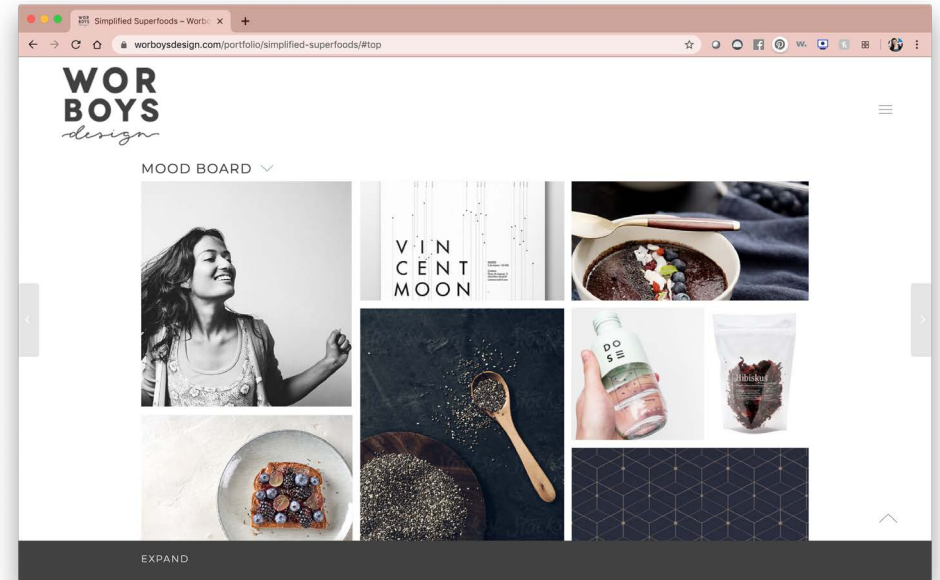 Simplified Superfoods – Worbo
worboysdesign.com/portfolio/simplified-superfoods/#top
WOR
BOYS
design
MOOD BOARD
VIN
CENT
MOON
DO
SE
Hibiskus
EXPAND